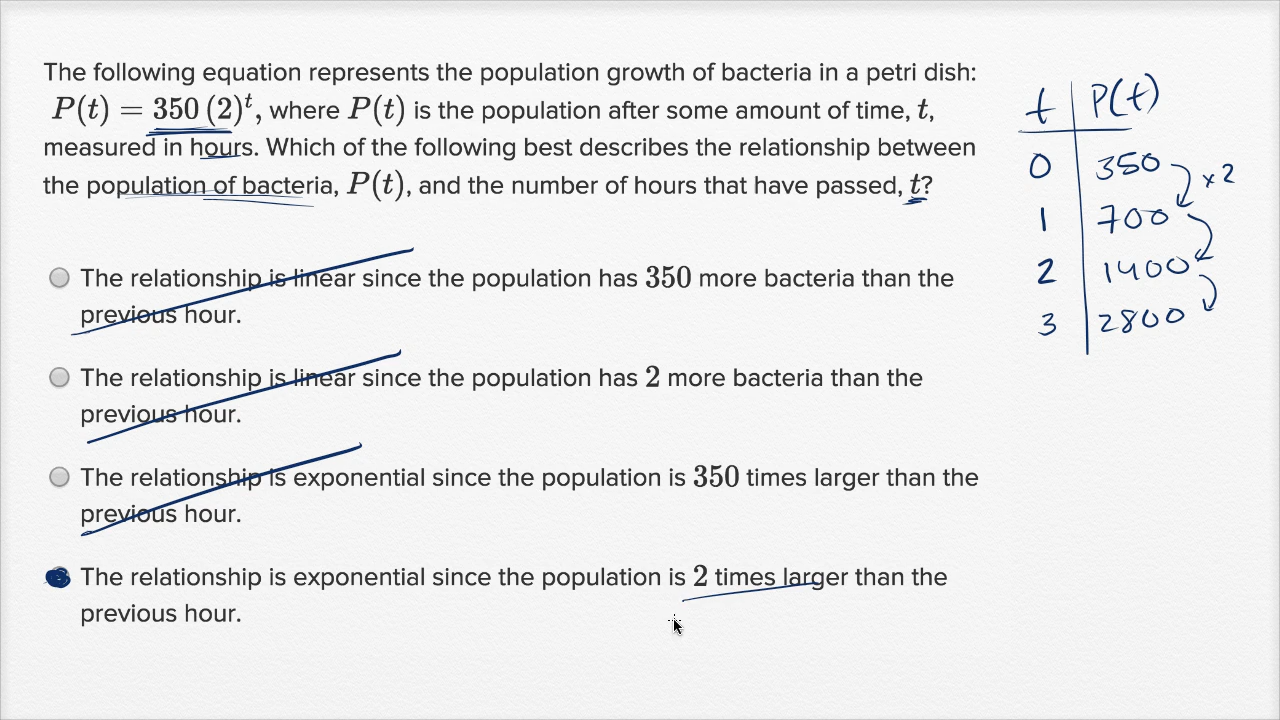 The following equation represents the population growth of bacteria in a petri dish:
P(t) = 350 (2)^t, where P(t) is the population after some amount of time, t,
measured in hours. Which of the following best describes the relationship between
the population of bacteria, P(t), and the number of hours that have passed, t?
The relationship is linear since the population has 350 more bacteria than the
previous hour.
The relationship is linear since the population has 2 more bacteria than the
previous hour.
The relationship is exponential since the population is 350 times larger than the
previous hour.
The relationship is exponential since the population is 2 times larger than the
previous hour.
t P(t)
0 350
×2
1 700
2 1400
3 2800